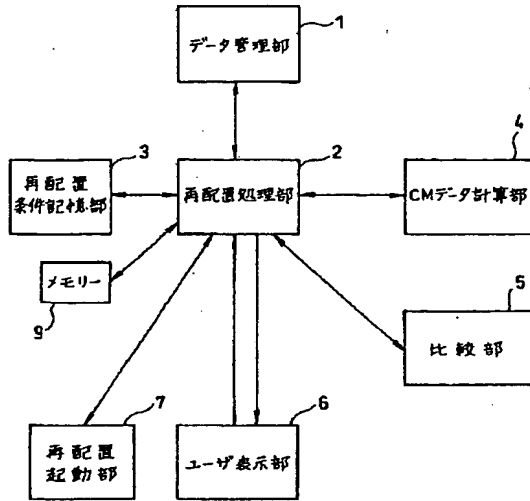 1
データ管理部
4
3
2
再配置
条件記憶部
再配置処理部
CMデータ計算部
メモリー
9
5
比較部
7
6
再配置
起動部
ユーザ表示部